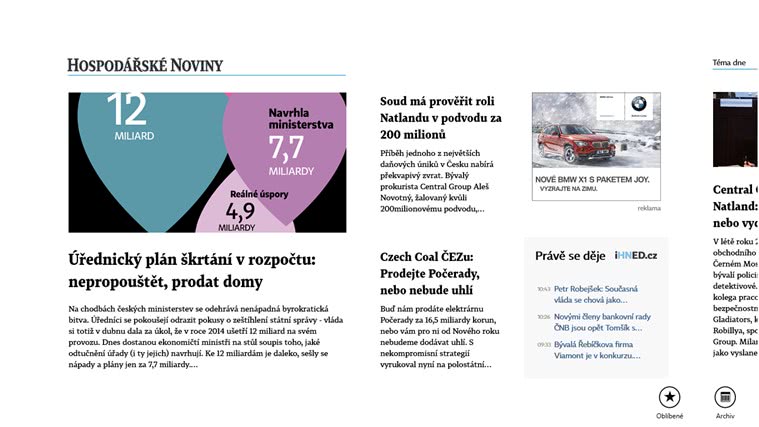 HOSPODÁŘSKÉ NOVINY
12
MILIARD
Navrhla
ministerstva
7,7
MILIARDY
Reálné úspory
4,9
MILIARDY
Úřednický plán škrtání v rozpočtu:
nepropouštět, prodat domy
Na chodbách českých ministerstev se odehrává nenápadná byrokratická
bitva. Úředníci se pokoušejí odrazit pokusy o zeštíhlení státní správy - vláda
si totiž v dubnu dala za úkol, že v roce 2014 ušetří 12 miliard na svém
provozu. Dnes dostanou ekonomičtí ministři na stůl soupis toho, jaké
odtučnění úřady (i ty jejich) navrhují. Ke 12 miliardám je daleko, sešly se
nápady a plány jen za 7,7 miliardy....
Soud má prověřit roli
Natlandu v podvodu za
200 milionů
Příběh jednoho z největších
daňových úniků v Česku nabírá
překvapivý zvrat. Bývalý
prokurista Central Group Aleš
Novotný, žalovaný kvůli
200milionovému podvodu,...
Czech Coal ČEZu:
Prodejte Počerady,
nebo nebude uhlí
Buď nám prodáte elektrárnu
Počerady za 16,5 miliardy korun,
nebo vám pro ni od Nového roku
nebudeme dodávat uhlí. S
nekompromisní strategií
vyrukoval nyní na polostátní...
NOVÉ BMW X1 S PAKETEM JOY.
VYZRAJTE NA ZIMU.
reklama
Právě se děje iHNED.cz
10:43 Petr Robejšek: Současná
vláda se chová jako...
10:26 Novými členy bankovní rady
ČNB jsou opět Tomšík s...
09:33 Bývalá Řebíčkova firma
Viamont je v konkurzu....
Téma dne
Central G
Natland:
nebo vyd
V létě roku 2
obchodního
Černém Mos
bývalí polici
detektivové.
kolega praco
bezpečnostn
Gladiators, k
Robillya, spo
Group. Milan
jako vyslane
Oblíbené
Archiv